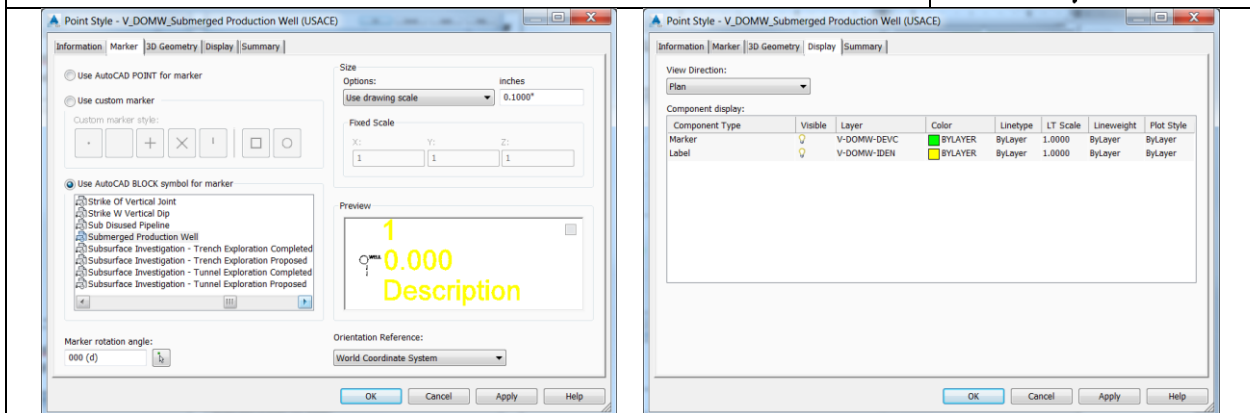 Point Style - V_DOMW_Submerged Production Well (USACE)
Information Marker 3D Geometry Display Summary
Use AutoCAD POINT for marker
Use custom marker
Custom marker style:
Use AutoCAD BLOCK symbol for marker
Strike Of Vertical Joint
Strike W Vertical Dip
Sub Disused Pipeline
Submerged Production Well
Subsurface Investigation - Trench Exploration Completed
Subsurface Investigation - Trench Exploration Proposed
Subsurface Investigation - Tunnel Exploration Completed
Subsurface Investigation - Tunnel Exploration Proposed
Marker rotation angle:
000 (d)
Size
Options: inches
Use drawing scale 0.1000"
Fixed Scale
X: Y: Z:
1 1 1
Preview
1
WELL 0.000
Description
Orientation Reference:
World Coordinate System
OK Cancel Apply Help
Point Style - V_DOMW_Submerged Production Well (USACE)
Information Marker 3D Geometry Display Summary
View Direction:
Plan
Component display:
Component Type Visible Layer Color Linetype LT Scale Lineweight Plot Style
Marker V-DOMW-DEVC BYLAYER ByLayer 1.0000 ByLayer ByLayer
Label V-DOMW-IDEN BYLAYER ByLayer 1.0000 ByLayer ByLayer
OK Cancel Apply Help